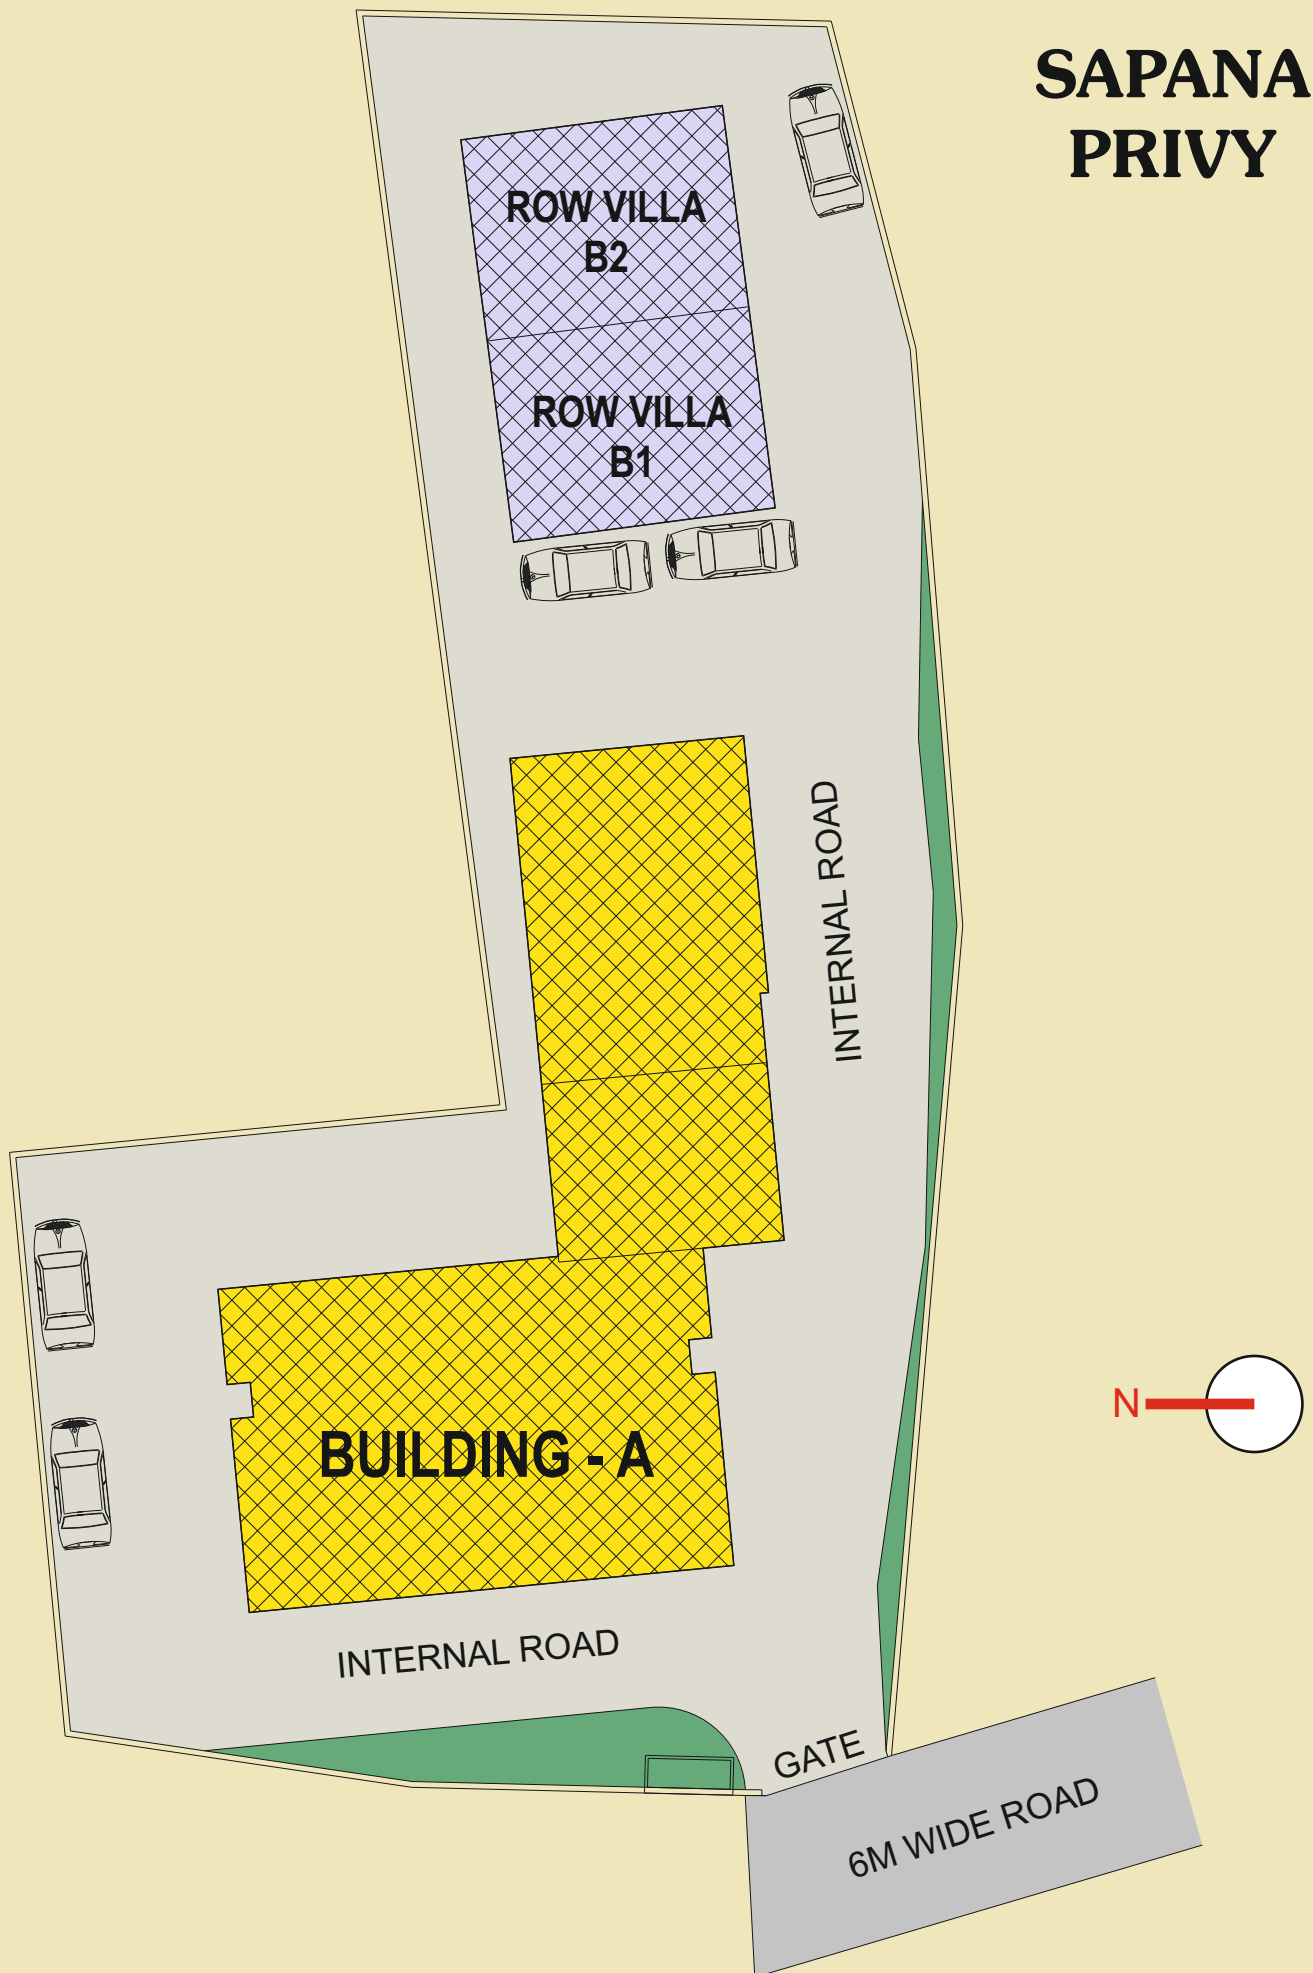 SAPANA
PRIVY
ROW VILLA
B2
ROW VILLA
B1
INTERNAL ROAD
N
BUILDING - A
INTERNAL ROAD
GATE
6M WIDE ROAD